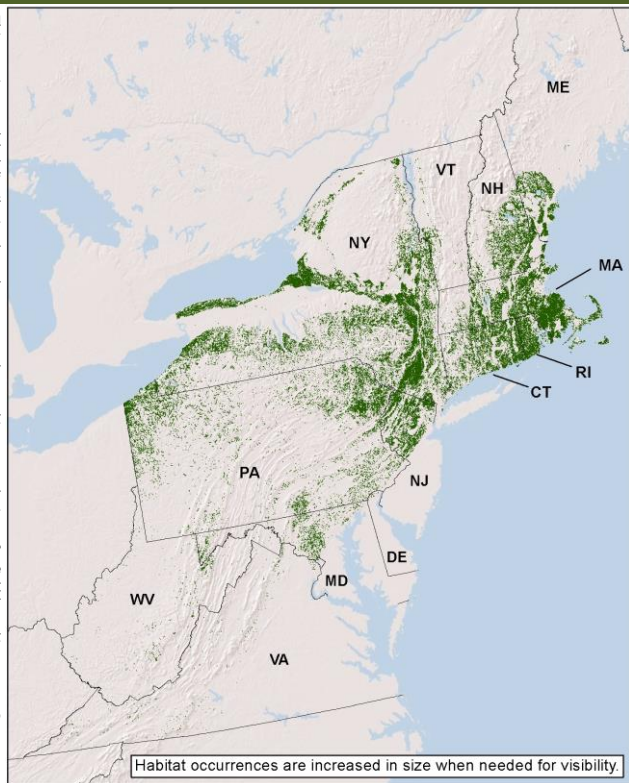 ME
VT
NH
NY
MA
RI
CT
PA
NJ
DE
MD
WV
VA
Habitat occurrences are increased in size when needed for visibility.